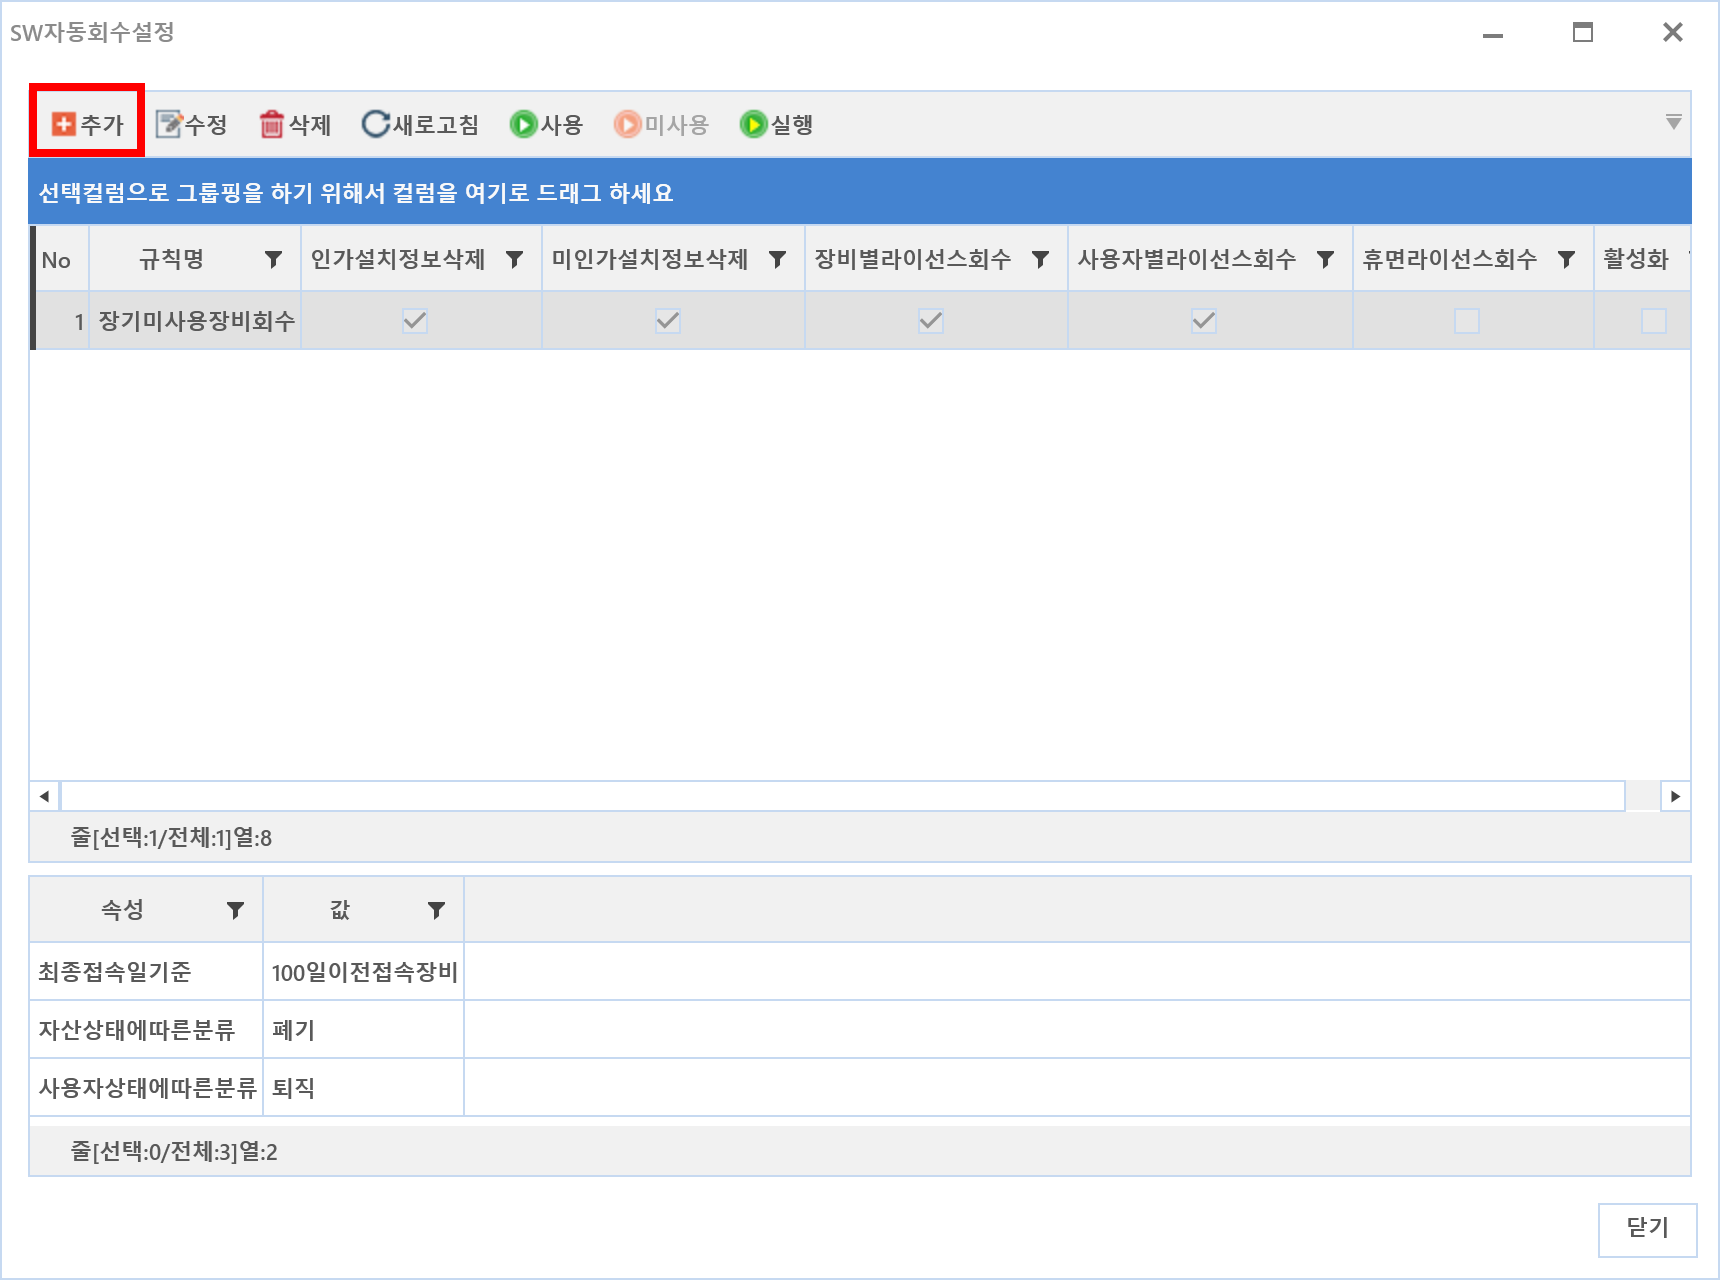 SW자동회수설정
추가 수정 삭제 새로고침 사용 미사용 실행
선택컬럼으로 그룹핑을 하기 위해서 컬럼을 여기로 드래그 하세요
No 규칙명 인가설치정보삭제 미인가설치정보삭제 장비별라이선스회수 사용자별라이선스회수 휴면라이선스회수 활성화
1 장기미사용장비회수
줄[선택:1/전체:1]열:8
속성 값
최종접속일기준 100일이전접속장비
자산상태에따른분류 폐기
사용자상태에따른분류 퇴직
줄[선택:0/전체:3]열:2
닫기